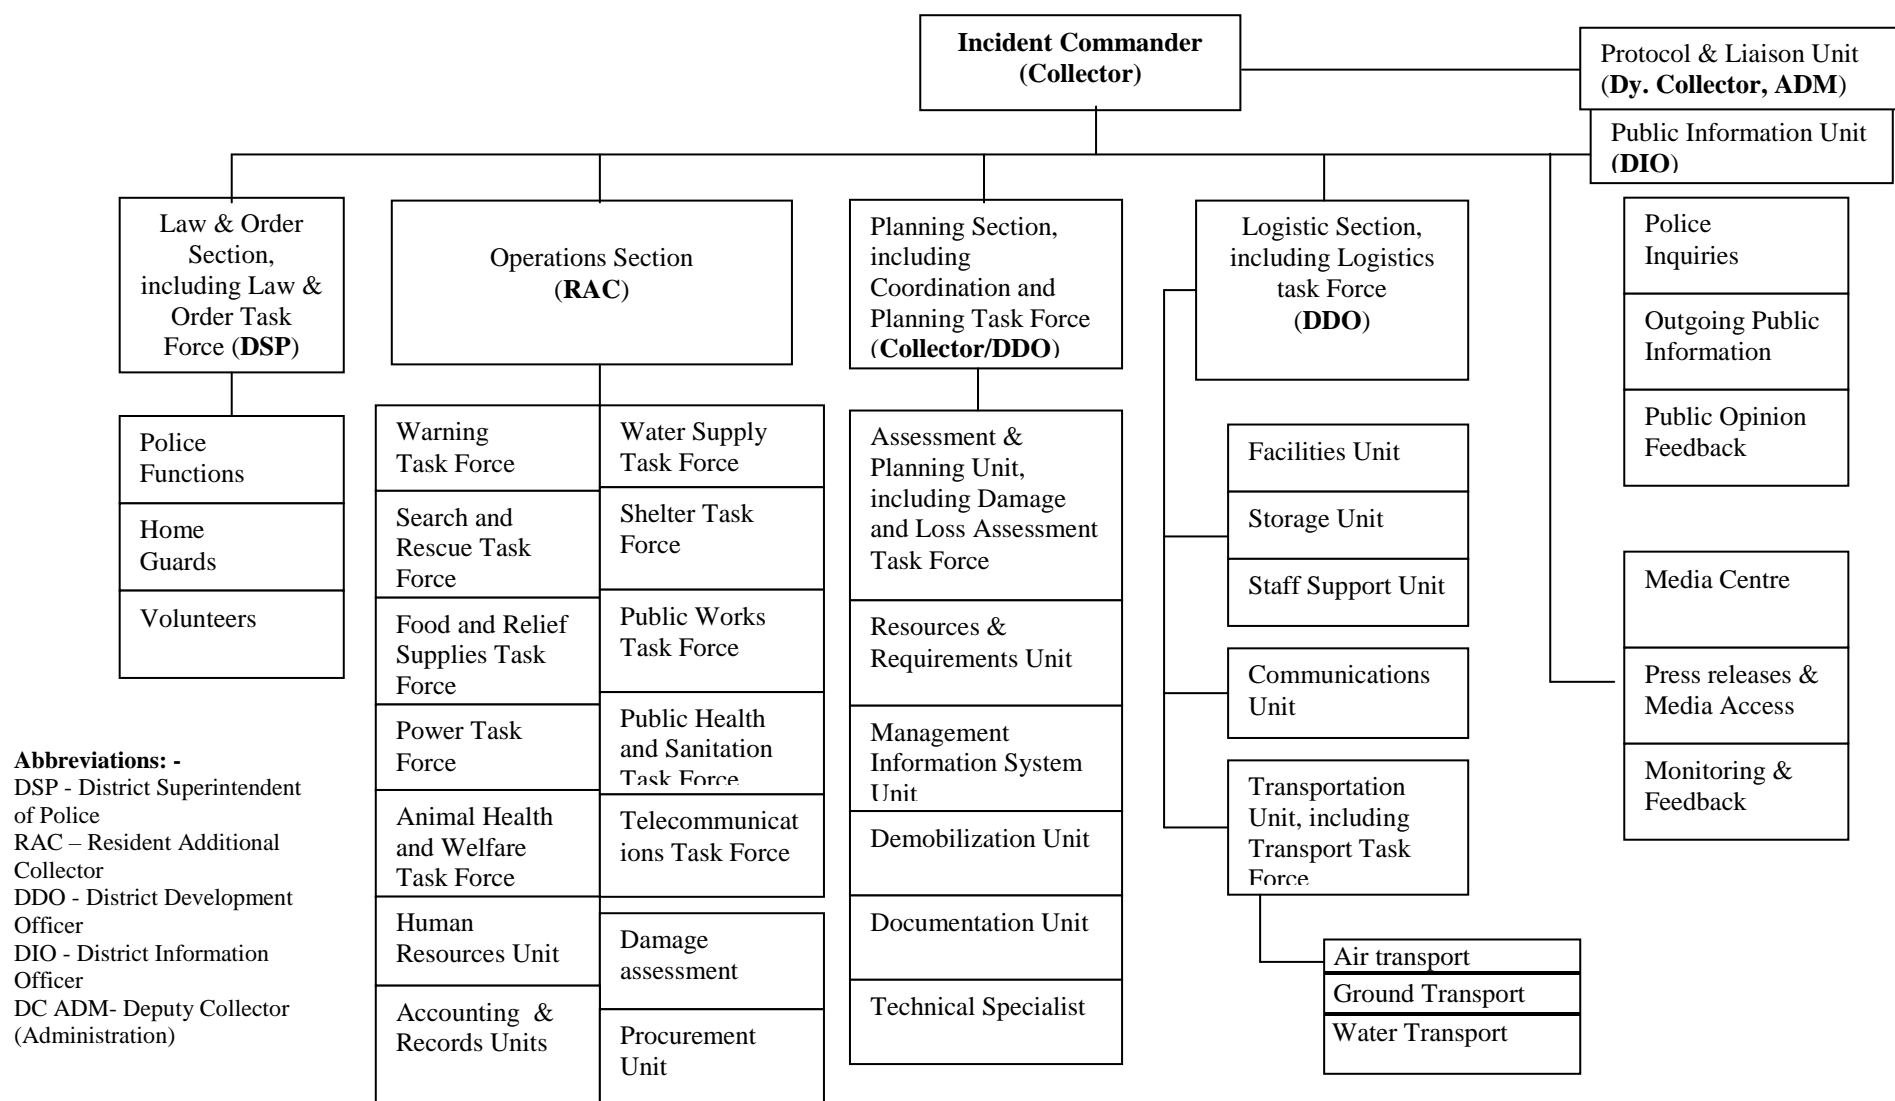 Incident Commander
(Collector)
Protocol & Liaison Unit
(Dy. Collector, ADM)
Public Information Unit
(DIO)
Law & Order
Section,
including Law &
Order Task
Force (DSP)
Operations Section
(RAC)
Planning Section,
including
Coordination and
Planning Task Force
(Collector/DDO)
Logistic Section,
including Logistics
task Force
(DDO)
Police
Inquiries
Outgoing Public
Information
Public Opinion
Feedback
Police
Functions
Home
Guards
Volunteers
Warning
Task Force
Search and
Rescue Task
Force
Food and Relief
Supplies Task
Force
Power Task
Force
Animal Health
and Welfare
Task Force
Human
Resources Unit
Accounting & 
Records Units
Water Supply
Task Force
Shelter Task
Force
Public Works
Task Force
Public Health
and Sanitation
Task Force
Telecommunicat
ions Task Force
Damage
assessment
Procurement
Unit
Assessment &
Planning Unit,
including Damage
and Loss Assessment
Task Force
Resources &
Requirements Unit
Management
Information System
Unit
Demobilization Unit
Documentation Unit
Technical Specialist
Facilities Unit
Storage Unit
Staff Support Unit
Communications
Unit
Transportation
Unit, including
Transport Task
Force
Air transport
Ground Transport
Water Transport
Media Centre
Press releases &
Media Access
Monitoring &
Feedback
Abbreviations: -
DSP - District Superintendent
of Police
RAC – Resident Additional
Collector
DDO - District Development
Officer
DIO - District Information
Officer
DC ADM- Deputy Collector
(Administration)